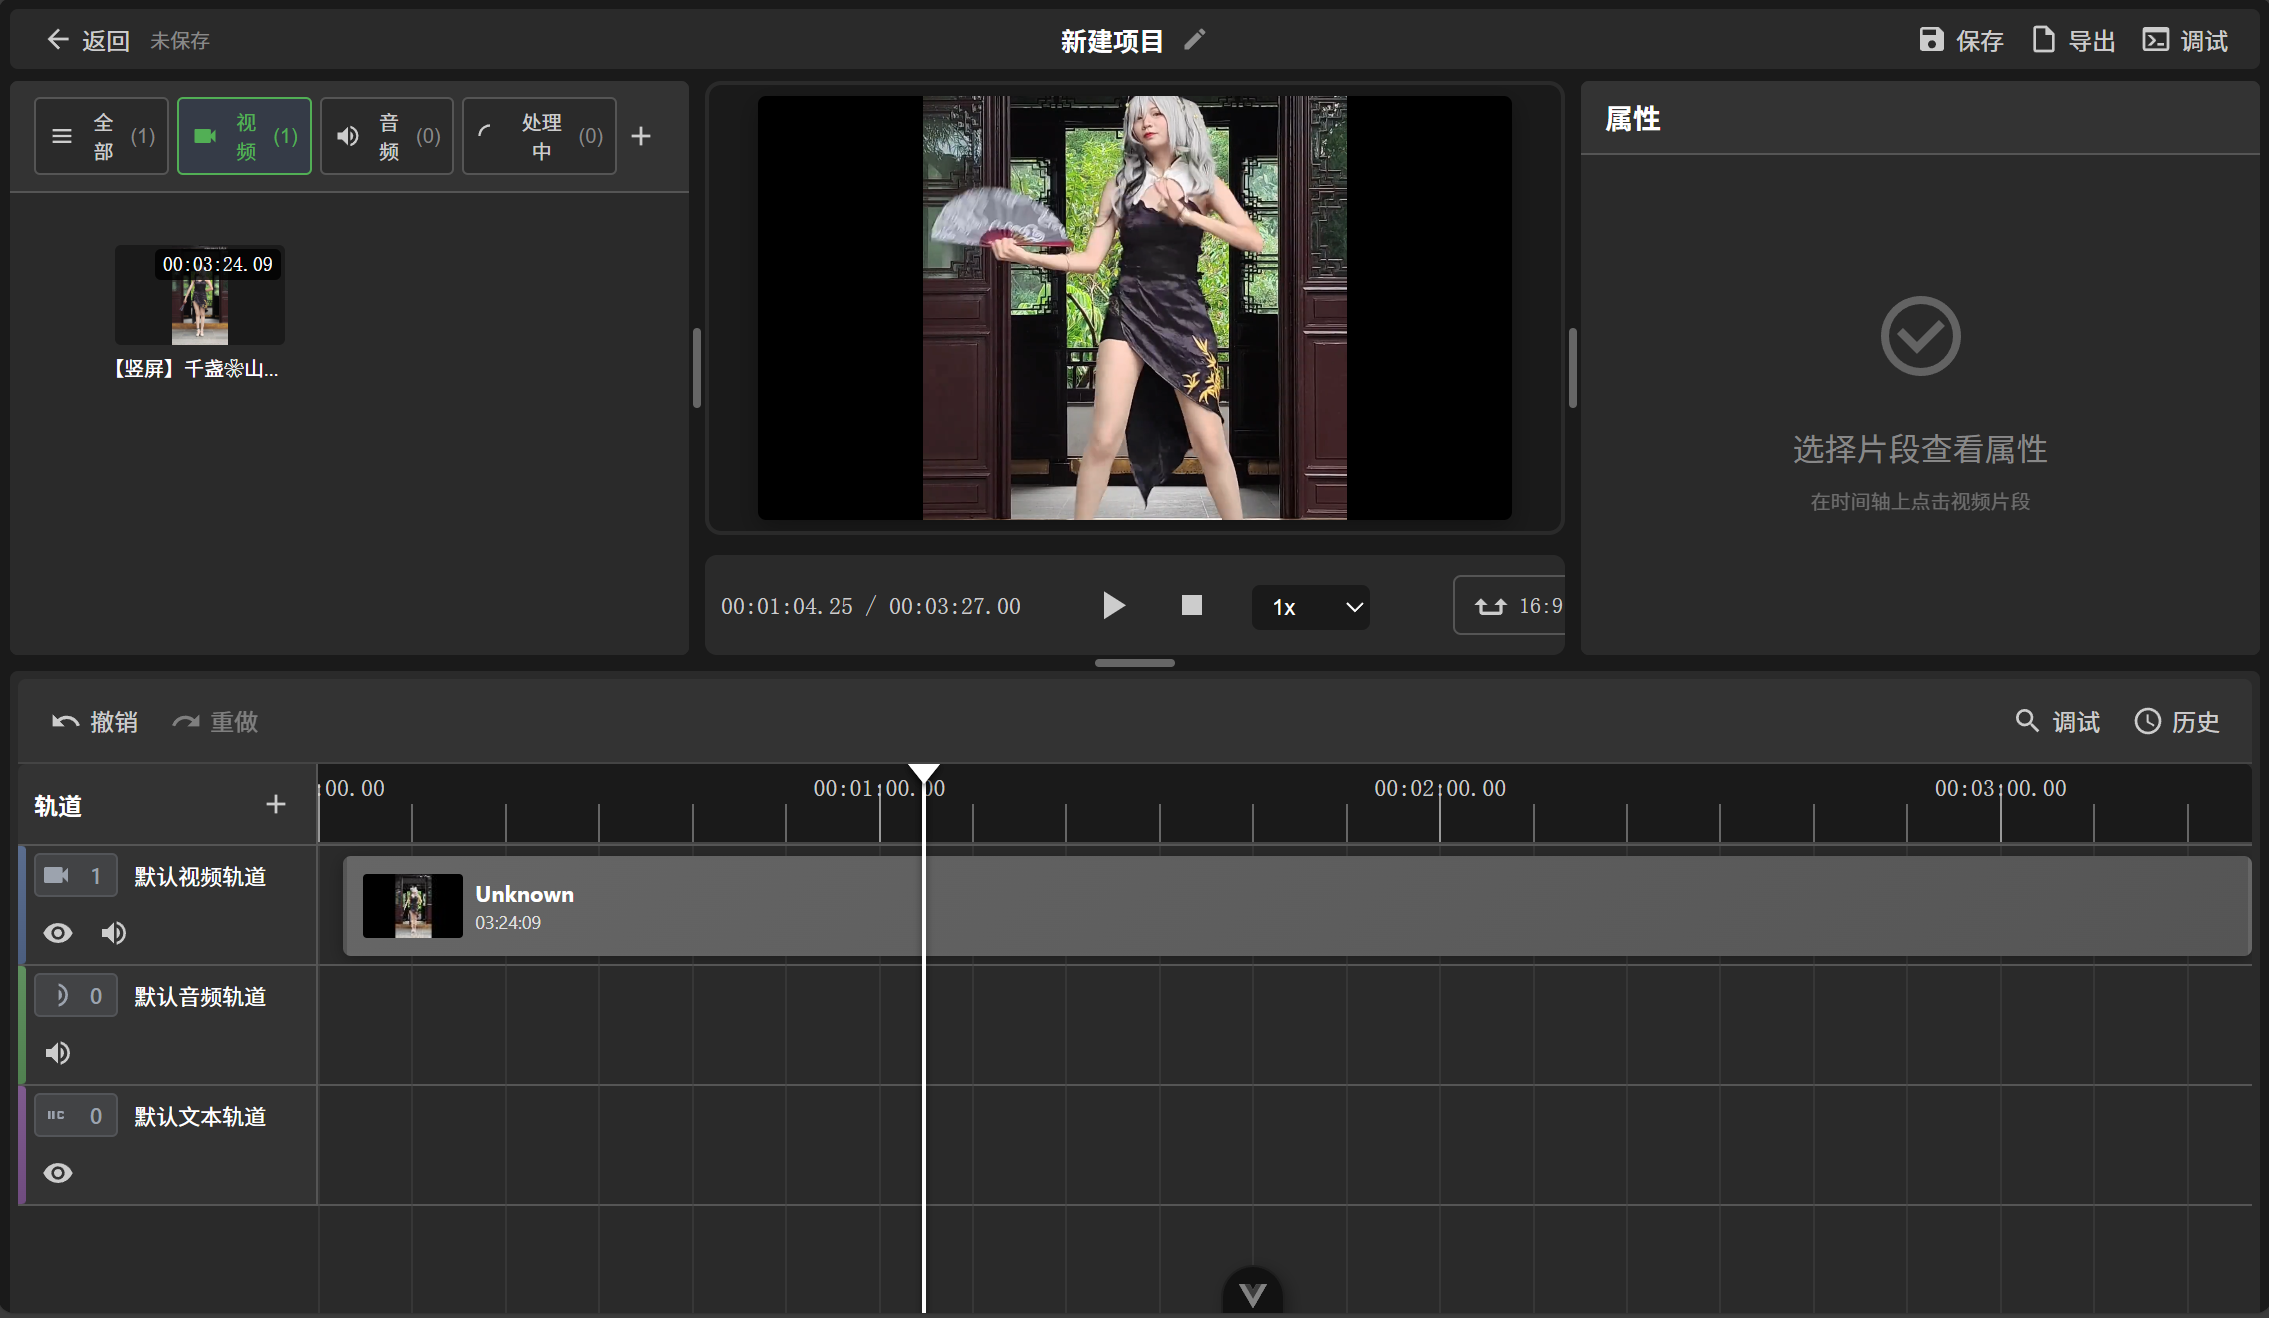 返回 未保存 新建项目 保存 导出 调试
全部 (1) 视频 (1) 音频 (0) 处理中 (0)
00:03:24.09
【竖屏】千盏❀山...
00:01:04.25 / 00:03:27.00 1x 16:9
属性
选择片段查看属性
在时间轴上点击视频片段
撤销 重做 调试 历史
轨道 :00.00 00:01:00.00 00:02:00.00 00:03:00.00
1 默认视频轨道
Unknown
03:24:09
0 默认音频轨道
0 默认文本轨道